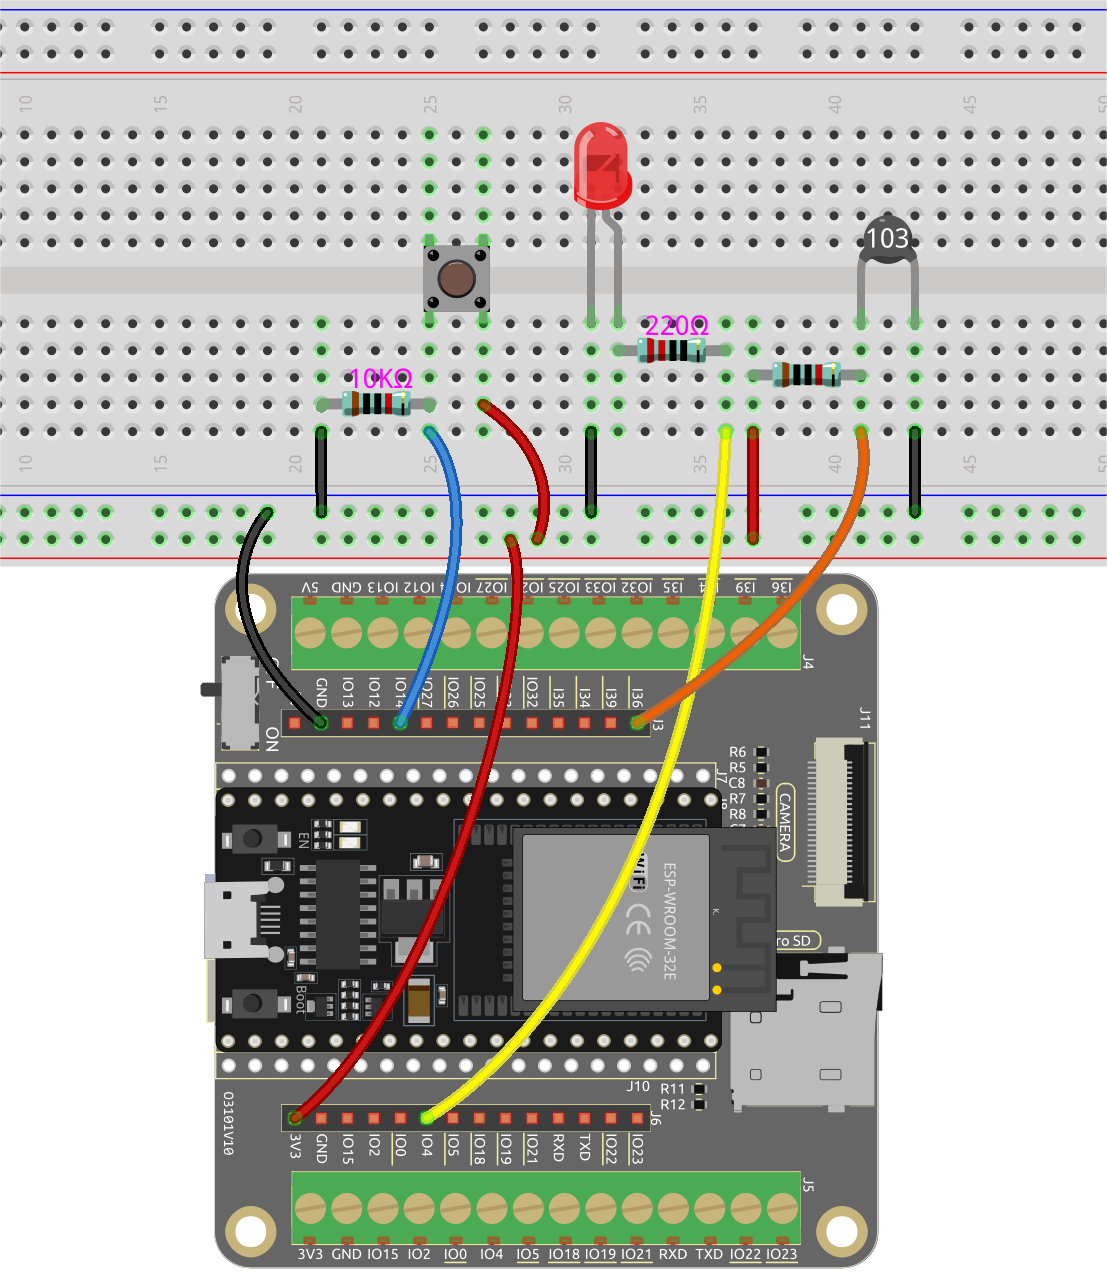 10 15 20 25 30 35 40 45 50
103
220Ω
10KΩ
10 15 20 25 30 35 40 45 50
5V GND IO13 IO12 IO27 IO25 IO33 IO32 I35 I39 I36
J4
GND IO13 IO12 IO14 IO27 IO26 IO25 IO32 I35 I34 I39 I36
J3
ON
J11
J7
R6
R5
C8
R7
R8
CAMERA
EN
WiFi
CE
ESP-WROOM-32E
K.
ro SD
Boot
J10
R11
R12
O3101V10
J6
3V3 GND IO15 IO2 IO0 IO4 IO5 IO18 IO19 IO21 RXD TXD IO22 IO23
J5
3V3 GND IO15 IO2 IO0 IO4 IO5 IO18 IO19 IO21 RXD TXD IO22 IO23